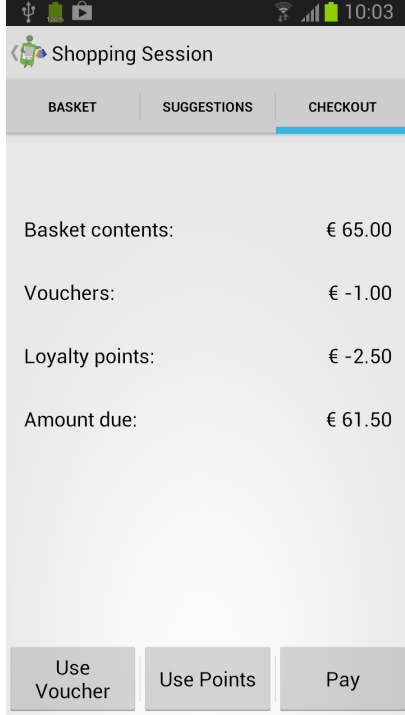 100% 10:03
Shopping Session
BASKET SUGGESTIONS CHECKOUT
Basket contents: € 65.00
Vouchers: € -1.00
Loyalty points: € -2.50
Amount due: € 61.50
Use
Voucher Use Points Pay